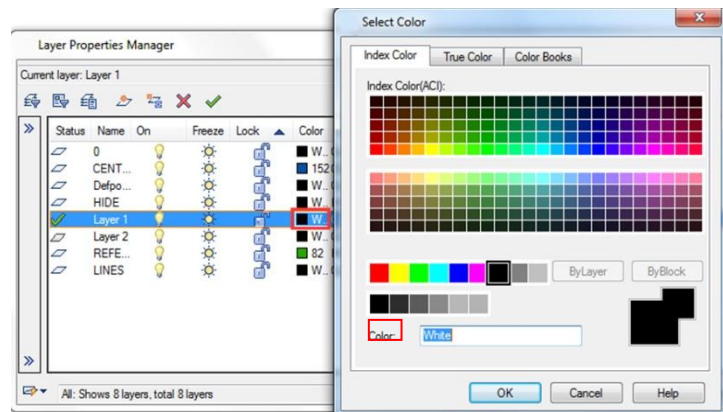 Layer Properties Manager
Current layer: Layer 1
Status Name On Freeze Lock Color
0 W..
CENT... 152
Defpo... W..
HIDE W..
Layer 1 W..
Layer 2 W..
REFE... 82
LINES W..
All: Shows 8 layers, total 8 layers
Select Color
Index Color True Color Color Books
Index Color(ACI):
ByLayer ByBlock
Color: White
OK Cancel Help